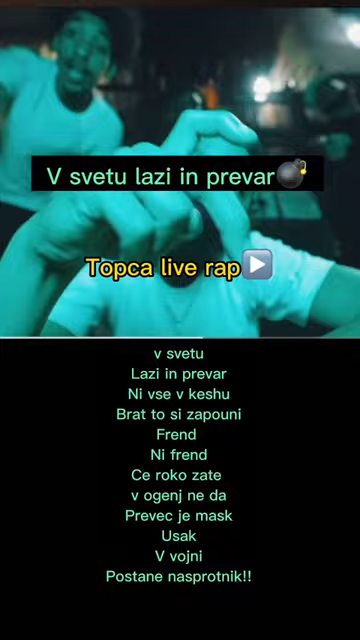 V svetu lazi in prevar💣
Topca live rap▶️
v svetu
Lazi in prevar
Ni vse v keshu
Brat to si zapouni
Frend
Ni frend
Ce roko zate
v ogenj ne da
Prevec je mask
Usak
V vojni
Postane nasprotnik!!